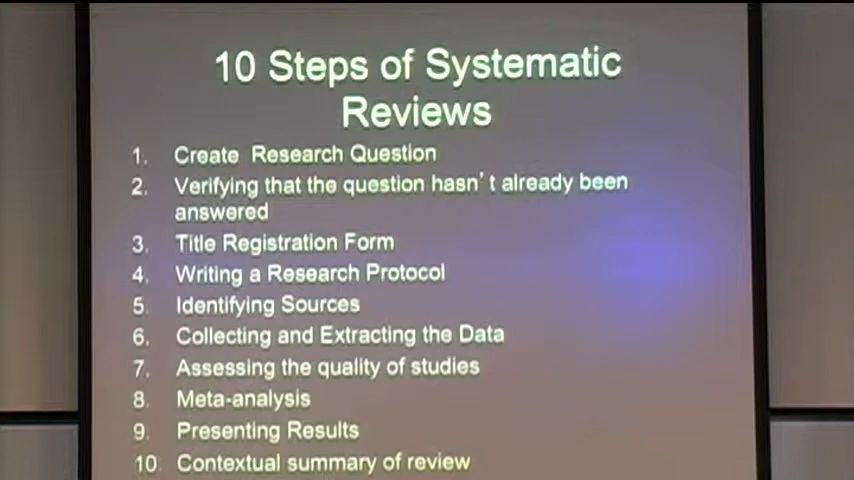 10 Steps of Systematic
Reviews
1. Create Research Question
2. Verifying that the question hasn't already been
answered
3. Title Registration Form
4. Writing a Research Protocol
5. Identifying Sources
6. Collecting and Extracting the Data
7. Assessing the quality of studies
8. Meta-analysis
9. Presenting Results
10. Contextual summary of review